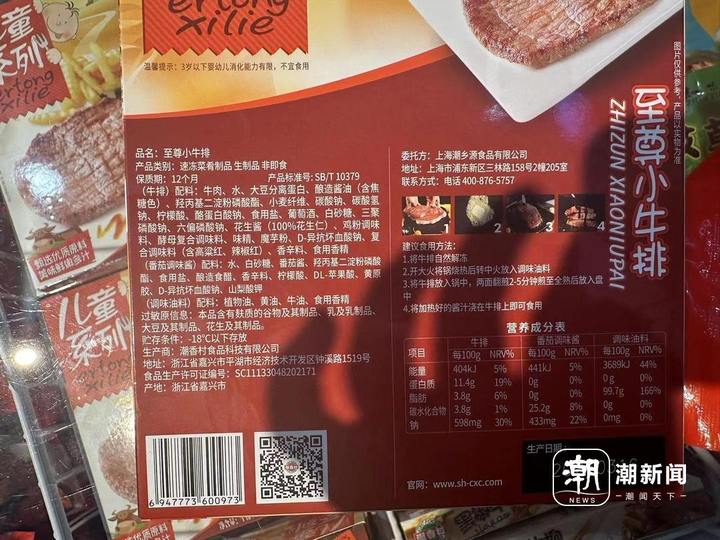 儿童
系列
ertong
xilie
ertong
xilie
温馨提示：3岁以下婴幼儿消化能力有限，不宜食用
图片仅供参考，产品以实物为准
至尊小牛排
ZHIZUN XIAONIUPAI
品名：至尊小牛排
产品类别：速冻菜肴制品 生制品 非即食
保质期：12个月 产品标准号：SB/T 10379
（牛排）配料：牛肉、水、大豆分离蛋白、酿造酱油（含焦
糖色）、羟丙基二淀粉磷酸酯、小麦纤维、碳酸钠、碳酸氢
钠、柠檬酸、酪蛋白酸钠、食用盐、葡萄酒、白砂糖、三聚
磷酸钠、六偏磷酸钠、花生酱（100%花生仁）、鸡粉调味
料、酵母复合调味料、味精、魔芋粉、D-异抗坏血酸钠、复
合调味料（含高粱红、辣椒红）、香辛料、食用香精
（番茄调味酱）配料：水、白砂糖、番茄酱、羟丙基二淀粉磷酸
酯、食用盐、酿造食醋、香辛料、柠檬酸、DL-苹果酸、黄原
胶、D-异抗坏血酸钠、山梨酸钾
（调味油料）配料：植物油、黄油、牛油、食用香精
过敏原信息：本品含有麸质的谷物及其制品、乳及乳制品、
大豆及其制品、花生及其制品。
贮存条件：-18℃以下存放
生产商：潮香村食品科技有限公司
地址：浙江省嘉兴市平湖市经济技术开发区钟溪路1519号
食品生产许可证编号：SC11133048202171
产地：浙江省嘉兴市
6 947773 600973
委托方：上海潮乡源食品有限公司
地址：上海市浦东新区三林路158号2幢205室
联系方式：电话 400-876-5757
建议食用方法：
1.将牛排自然解冻
2.开大火将锅烧热后转中火放入调味油料
3.将牛排放入锅中，两面翻煎2-5分钟煎至全熟后放入盘
中
4.将加热好的酱汁浇在牛排上即可食用
营养成分表
项目 牛排 番茄调味酱 调味油料
每100g NRV% 每100g NRV% 每100g NRV%
能量 404kJ 5% 441kJ 5% 3689kJ 44%
蛋白质 11.4g 19% 0g 0% 0g 0%
脂肪 3.8g 6% 0g 0% 99.7g 166%
碳水化合物 3.8g 1% 25.2g 8% 0g 0%
钠 598mg 30% 433mg 22% 0mg 0%
生产日期：
官网：www.sh-cxc.com
甄选优质原料
儿童
系列
ertong
xilie
潮
NEWS
潮新闻
潮闻天下